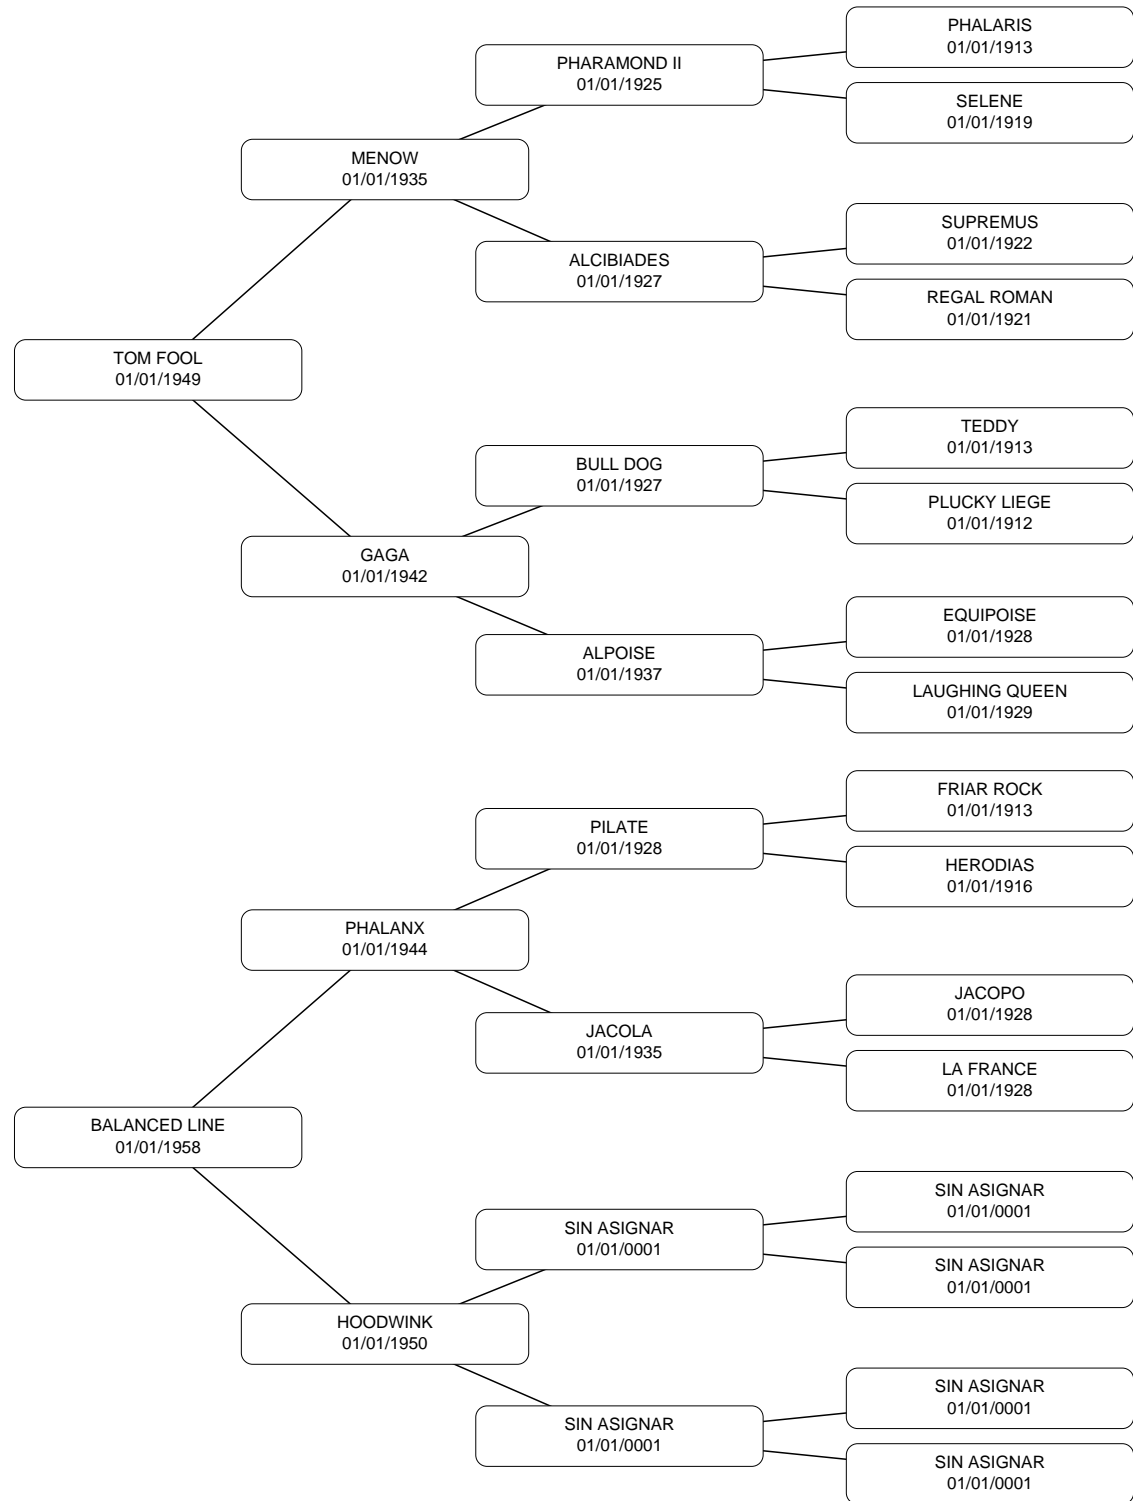 PHALARIS
01/01/1913
PHARAMOND II
01/01/1925
SELENE
01/01/1919
MENOW
01/01/1935
SUPREMUS
01/01/1922
ALCIBIADES
01/01/1927
REGAL ROMAN
01/01/1921
TOM FOOL
01/01/1949
TEDDY
01/01/1913
BULL DOG
01/01/1927
PLUCKY LIEGE
01/01/1912
GAGA
01/01/1942
EQUIPOISE
01/01/1928
ALPOISE
01/01/1937
LAUGHING QUEEN
01/01/1929
FRIAR ROCK
01/01/1913
PILATE
01/01/1928
HERODIAS
01/01/1916
PHALANX
01/01/1944
JACOPO
01/01/1928
JACOLA
01/01/1935
LA FRANCE
01/01/1928
BALANCED LINE
01/01/1958
SIN ASIGNAR
01/01/0001
SIN ASIGNAR
01/01/0001
SIN ASIGNAR
01/01/0001
HOODWINK
01/01/1950
SIN ASIGNAR
01/01/0001
SIN ASIGNAR
01/01/0001
SIN ASIGNAR
01/01/0001